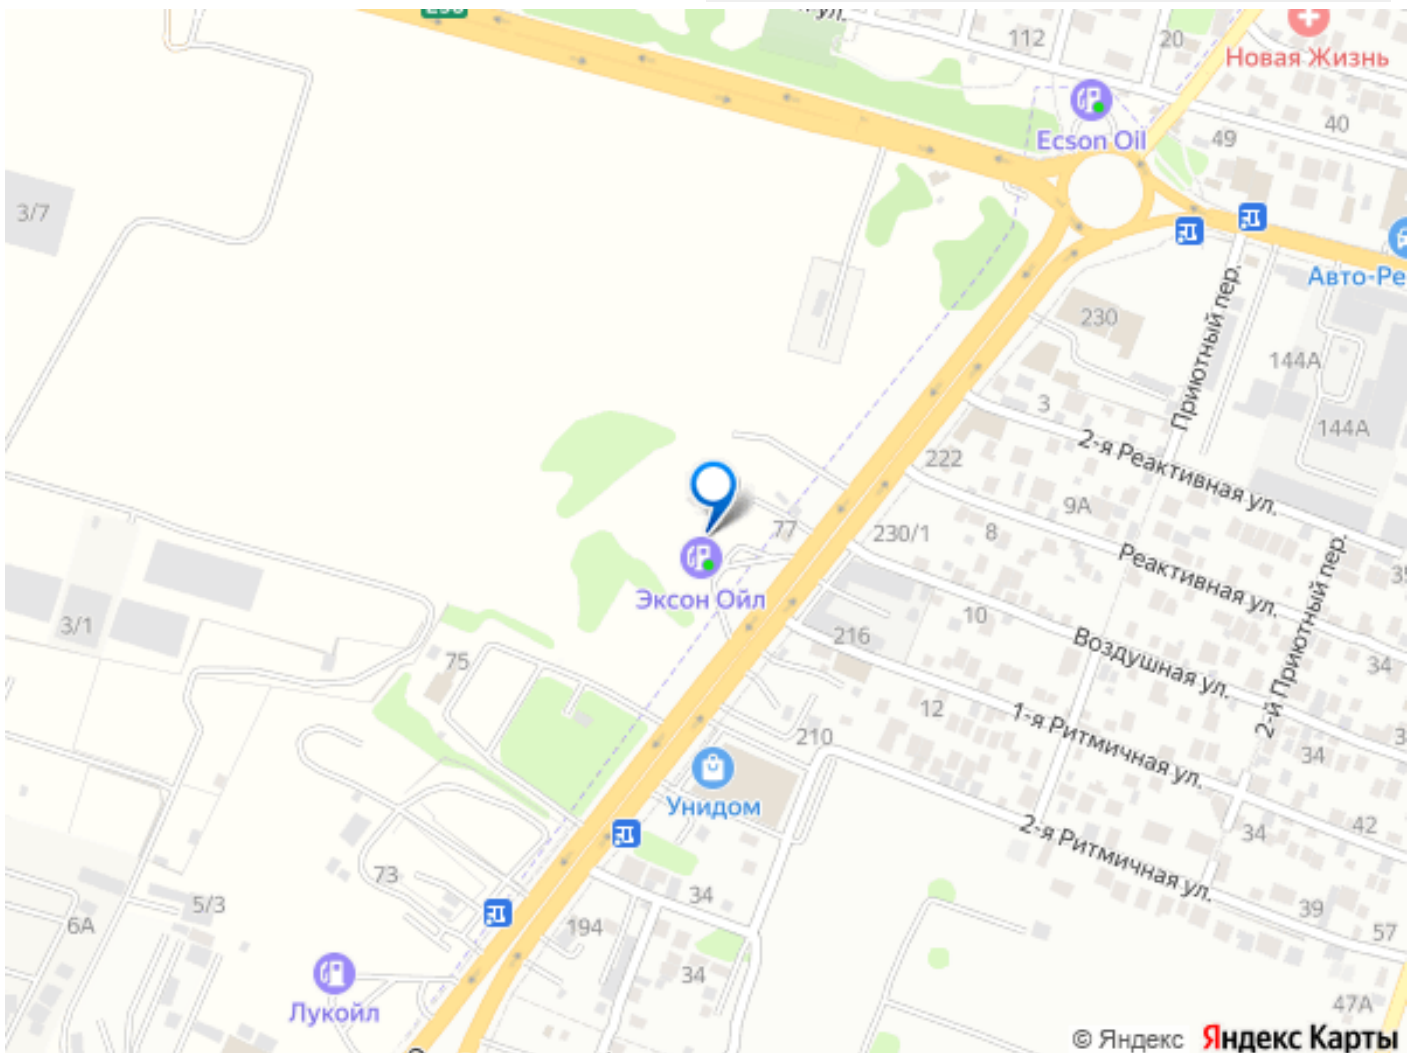 112
20
Новая Жизнь
Ecson Oil
49
40
3/7
Авто-Ре
230
Приютный пер.
144А
3
144А
2-я Реактивная ул.
222
9А
77
230/1
8
Реактивная ул.
Эксон Ойл
3/1
216
10
Воздушная ул.
2-й Приютный пер.
34
75
12
1-я Ритмичная ул.
210
34
Унидом
2-я Ритмичная ул.
34
42
73
34
5/3
39
6А
194
57
34
Лукойл
47А
© Яндекс Яндекс Карты